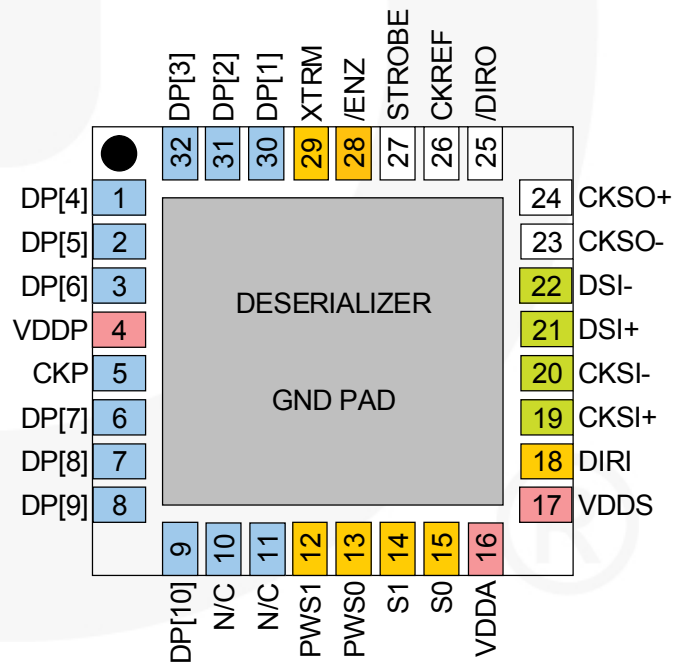 DP[3]
DP[2]
DP[1]
XTRM
/ENZ
STROBE
CKREF
/DIRO
32
31
30
29
28
27
26
25
DP[4] 1
DP[5] 2
DP[6] 3
VDDP 4
CKP 5
DP[7] 6
DP[8] 7
DP[9] 8
DESERIALIZER
GND PAD
24 CKSO+
23 CKSO-
22 DSI-
21 DSI+
20 CKSI-
19 CKSI+
18 DIRI
17 VDDS
9
10
11
12
13
14
15
16
DP[10]
N/C
N/C
PWS1
PWS0
S1
S0
VDDA
®